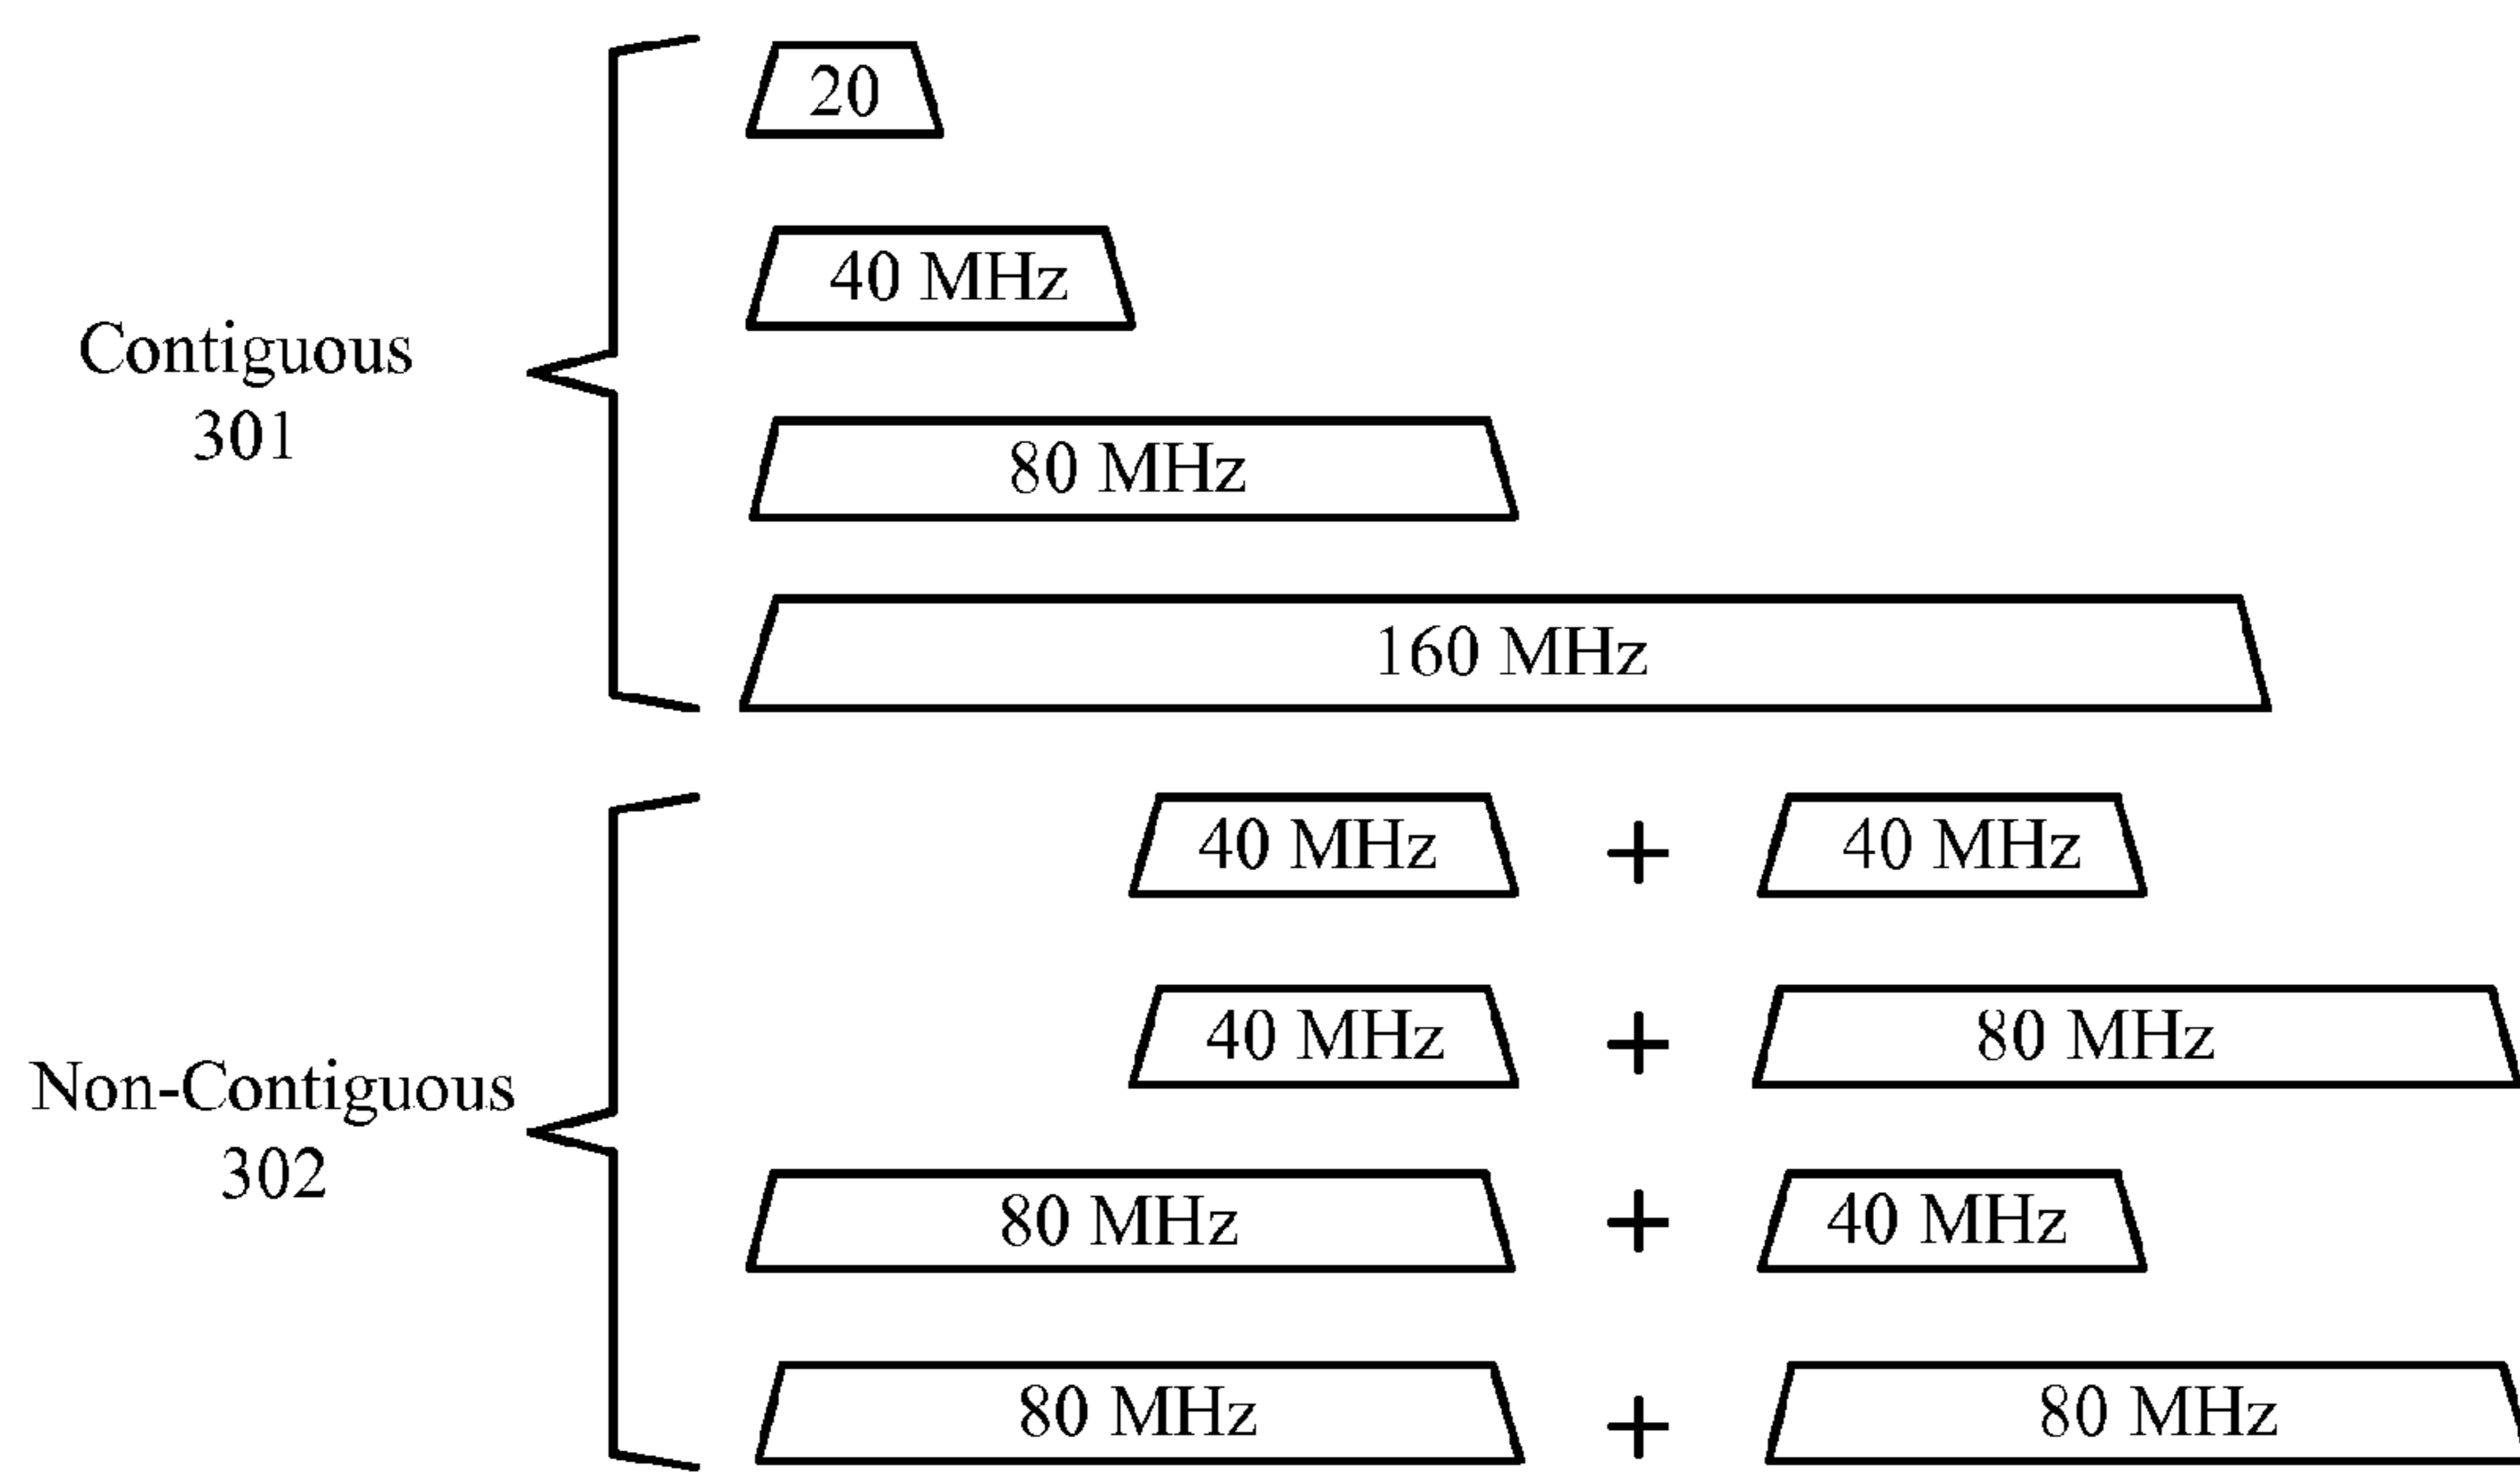 20
40 MHz
Contiguous
301
80 MHz
160 MHz
40 MHz + 40 MHz
40 MHz + 80 MHz
Non-Contiguous
302
80 MHz + 40 MHz
80 MHz + 80 MHz